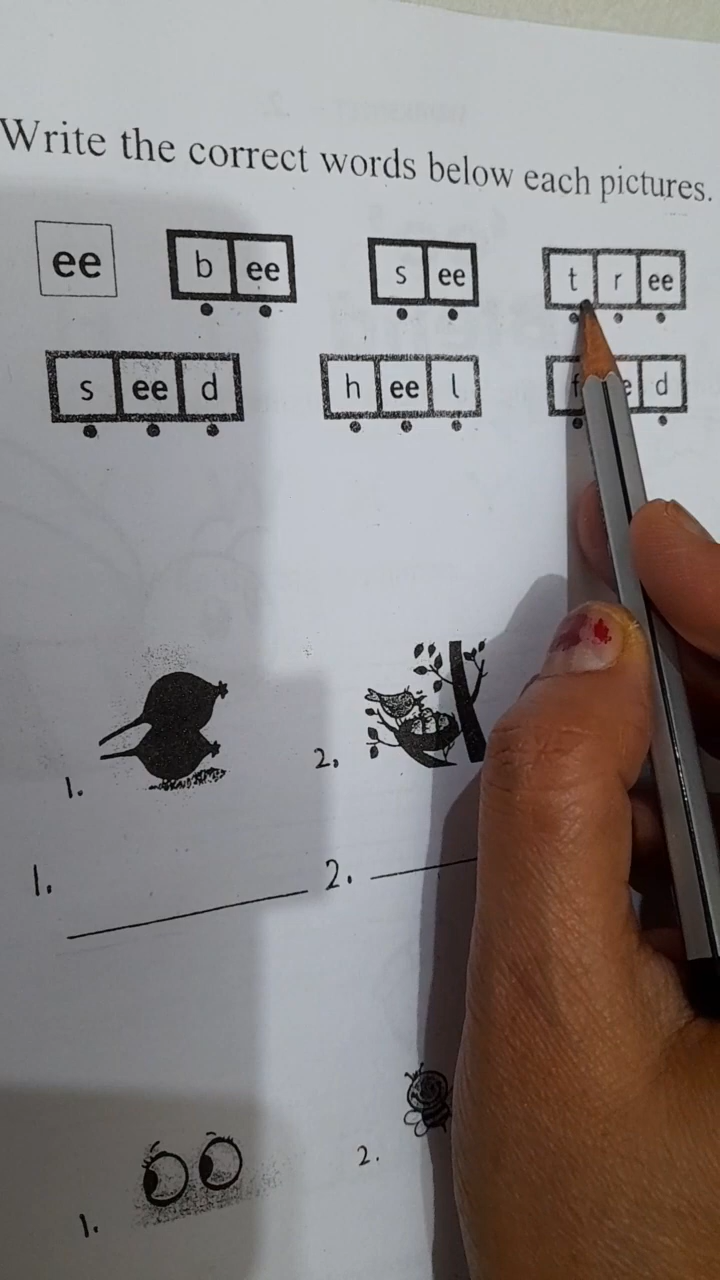 Write the correct words below each pictures.
ee b ee s ee t r ee
s ee d h ee l d
1. 2.
1. 2.
1. 2.